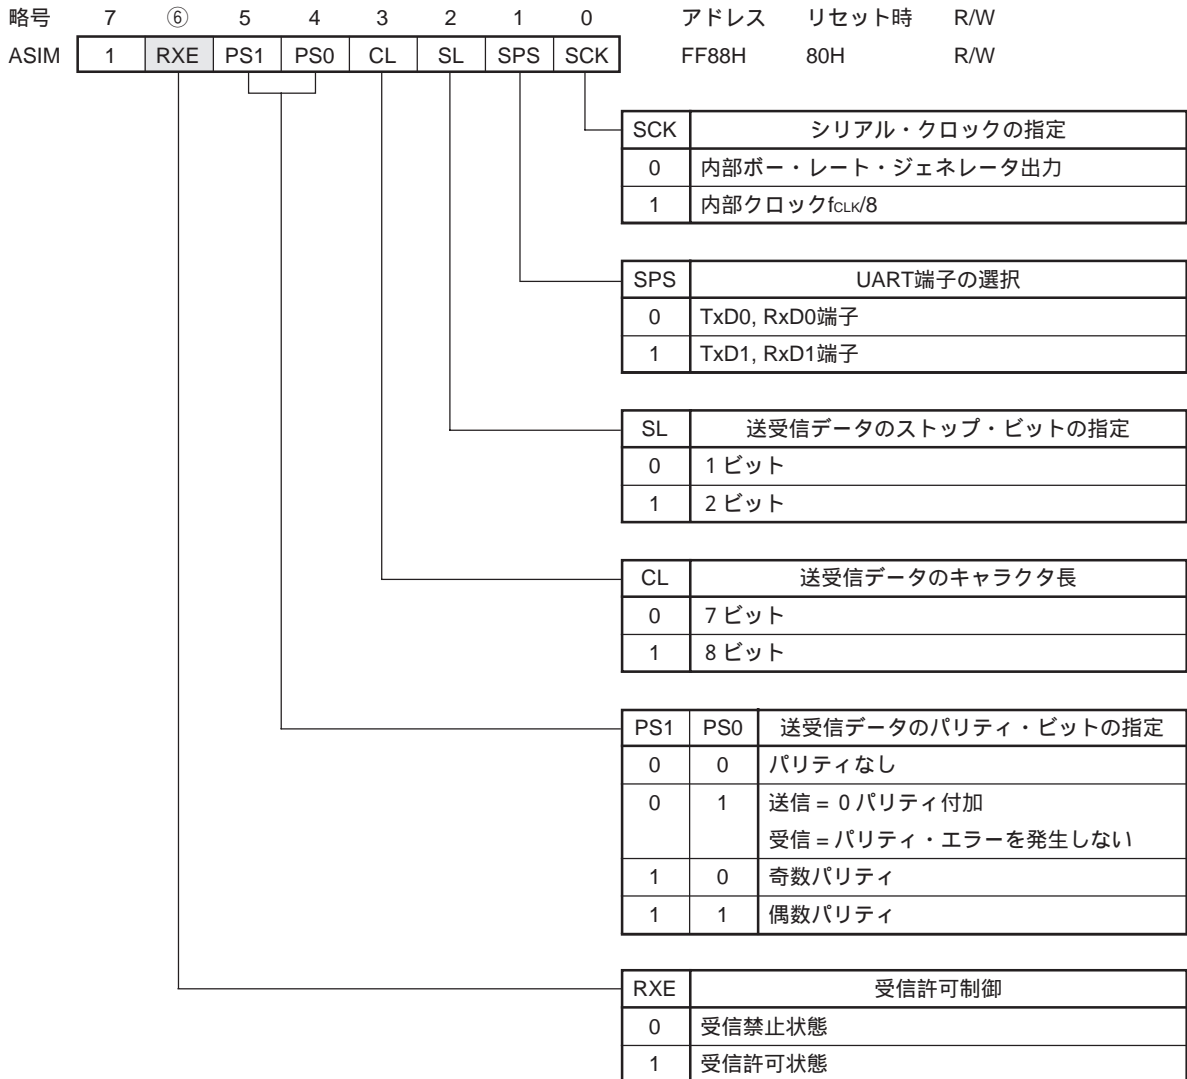 略号 7 ⑥ 5 4 3 2 1 0 アドレス リセット時 R/W
ASIM 1 RXE PS1 PS0 CL SL SPS SCK FF88H 80H R/W
SCK シリアル・クロックの指定
0 内部ボー・レート・ジェネレータ出力
1 内部クロックfCLK/8
SPS UART端子の選択
0 TxD0, RxD0端子
1 TxD1, RxD1端子
SL 送受信データのストップ・ビットの指定
0 1ビット
1 2ビット
CL 送受信データのキャラクタ長
0 7ビット
1 8ビット
PS1 PS0 送受信データのパリティ・ビットの指定
0 0 パリティなし
0 1 送信= 0パリティ付加
受信=パリティ・エラーを発生しない
1 0 奇数パリティ
1 1 偶数パリティ
RXE 受信許可制御
0 受信禁止状態
1 受信許可状態